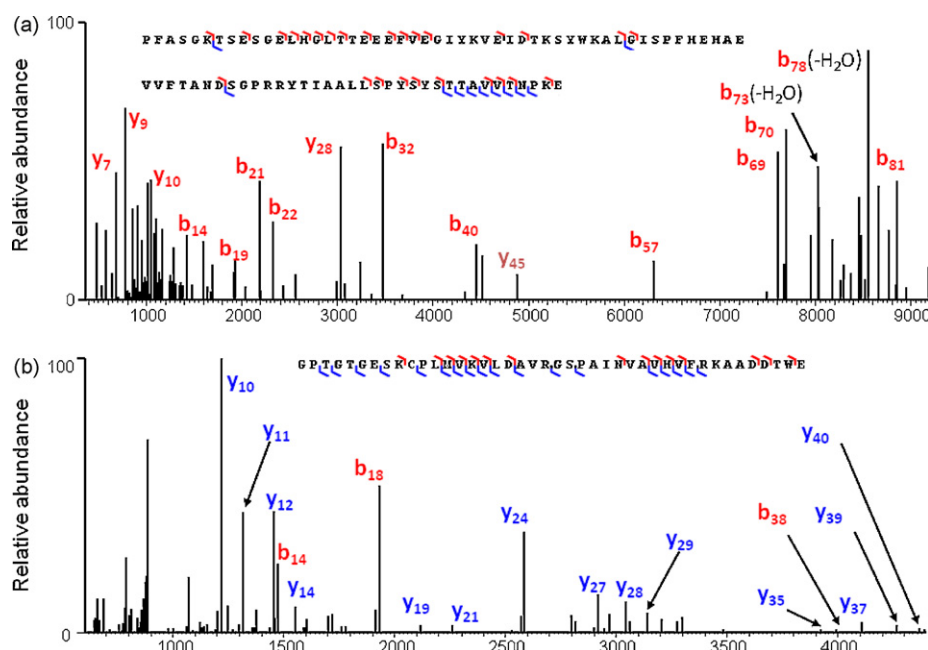 (a)
100
PFASGKTSESGELHGLTTEEEFVEGIYKVEIDTKSYWKALGISPFHEHAE
VVFTANDSGPRRYTIAALLSPYSYSTTAVVTNPKE
b78(-H2O)
b73(-H2O)
y9
y7
y10
b14
b19
b21
b22
y28
b32
b40
y45
b57
b69
b70
b81
Relative abundance
0
1000 2000 3000 4000 5000 6000 7000 8000 9000
(b)
100
GPTGTGESKCPLMVKVLDAVRGSPAINVAVHVFRKAADDTWE
y10
y11
y12
b14
y14
b18
y19
y21
y24
y27
y28
y29
y35
b38
y37
y39
y40
Relative abundance
0
1000 2000 3000 4000